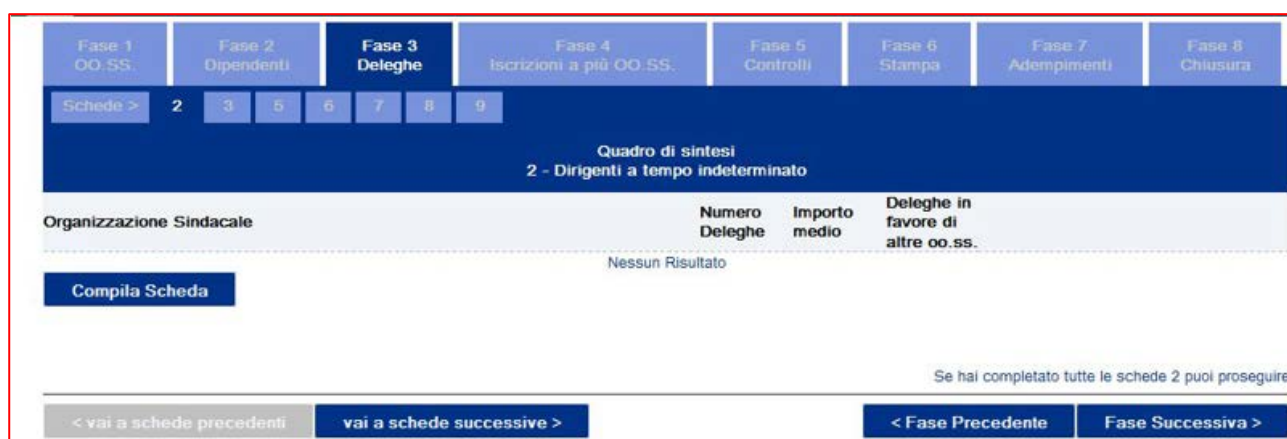 Fase 1 Fase 2 Fase 3 Fase 4 Fase 5 Fase 6 Fase 7 Fase 8
OO.SS. Dipendenti Deleghe Iscrizioni a più OO.SS. Controlli Stampa Adempimenti Chiusura
Schede > 2 3 5 6 7 8 9
Quadro di sintesi
2 - Dirigenti a tempo indeterminato
Organizzazione Sindacale
Numero
Deleghe
Importo
medio
Deleghe in
favore di
altre oo.ss.
Nessun Risultato
Compila Scheda
Se hai completato tutte le schede 2 puoi proseguire
< vai a schede precedenti vai a schede successive > < Fase Precedente Fase Successiva >